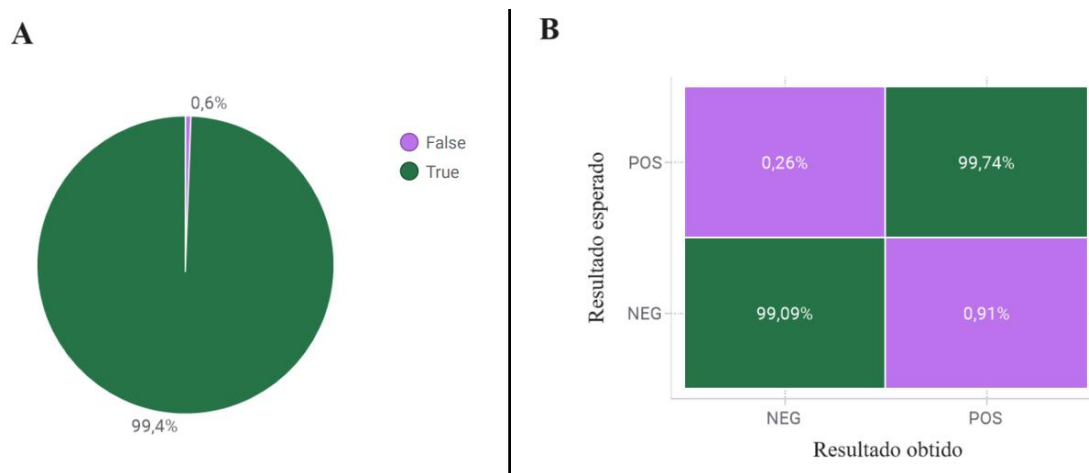 A
0,6%
False
True
99,4%
B
Resultado esperado
POS
0,26%
99,74%
NEG
99,09%
0,91%
NEG
POS
Resultado obtido